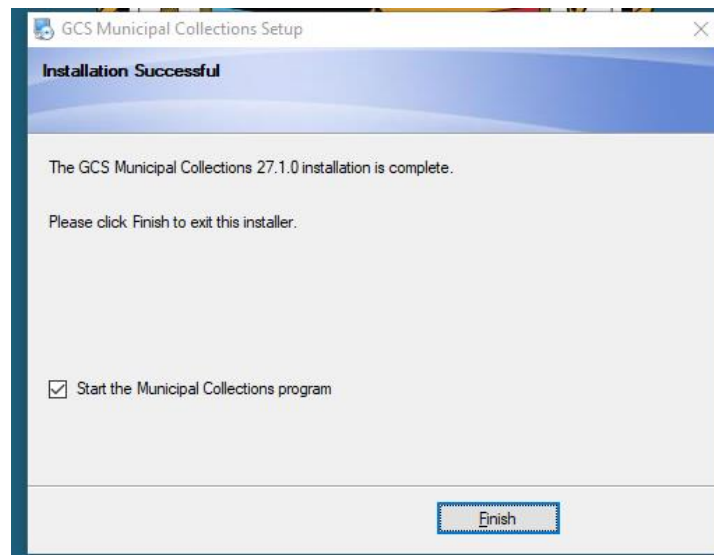 GCS Municipal Collections Setup
Installation Successful
The GCS Municipal Collections 27.1.0 installation is complete.
Please click Finish to exit this installer.
Start the Municipal Collections program
Finish